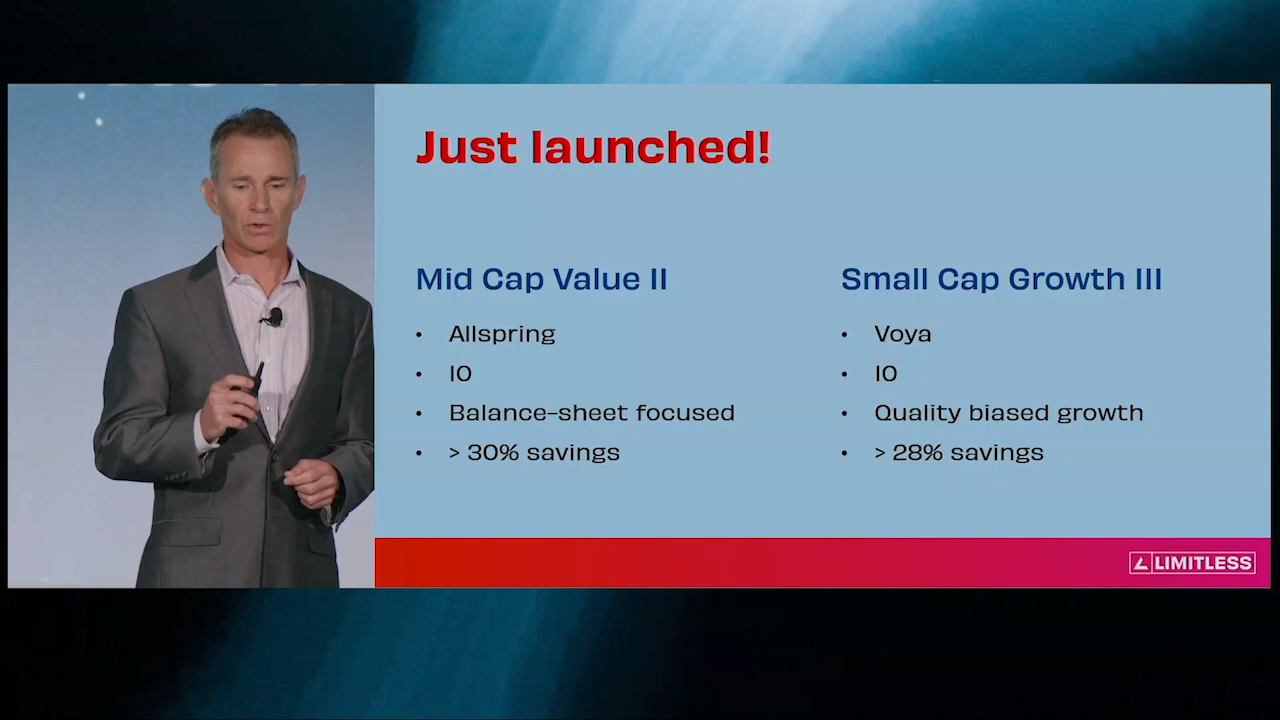 Just launched!
Mid Cap Value II
• Allspring
• IO
• Balance-sheet focused
• > 30% savings
Small Cap Growth III
• Voya
• IO
• Quality biased growth
• > 28% savings
LIMITLESS